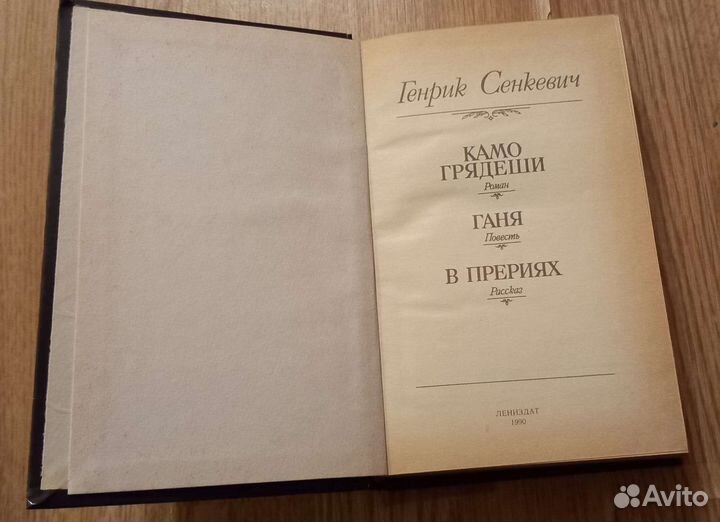 Генрик Сенкевич
КАМО
ГРЯДЕШИ
Роман
ГАНЯ
Повесть
В ПРЕРИЯХ
Рассказ
ЛЕНИЗДАТ
1990
Avito